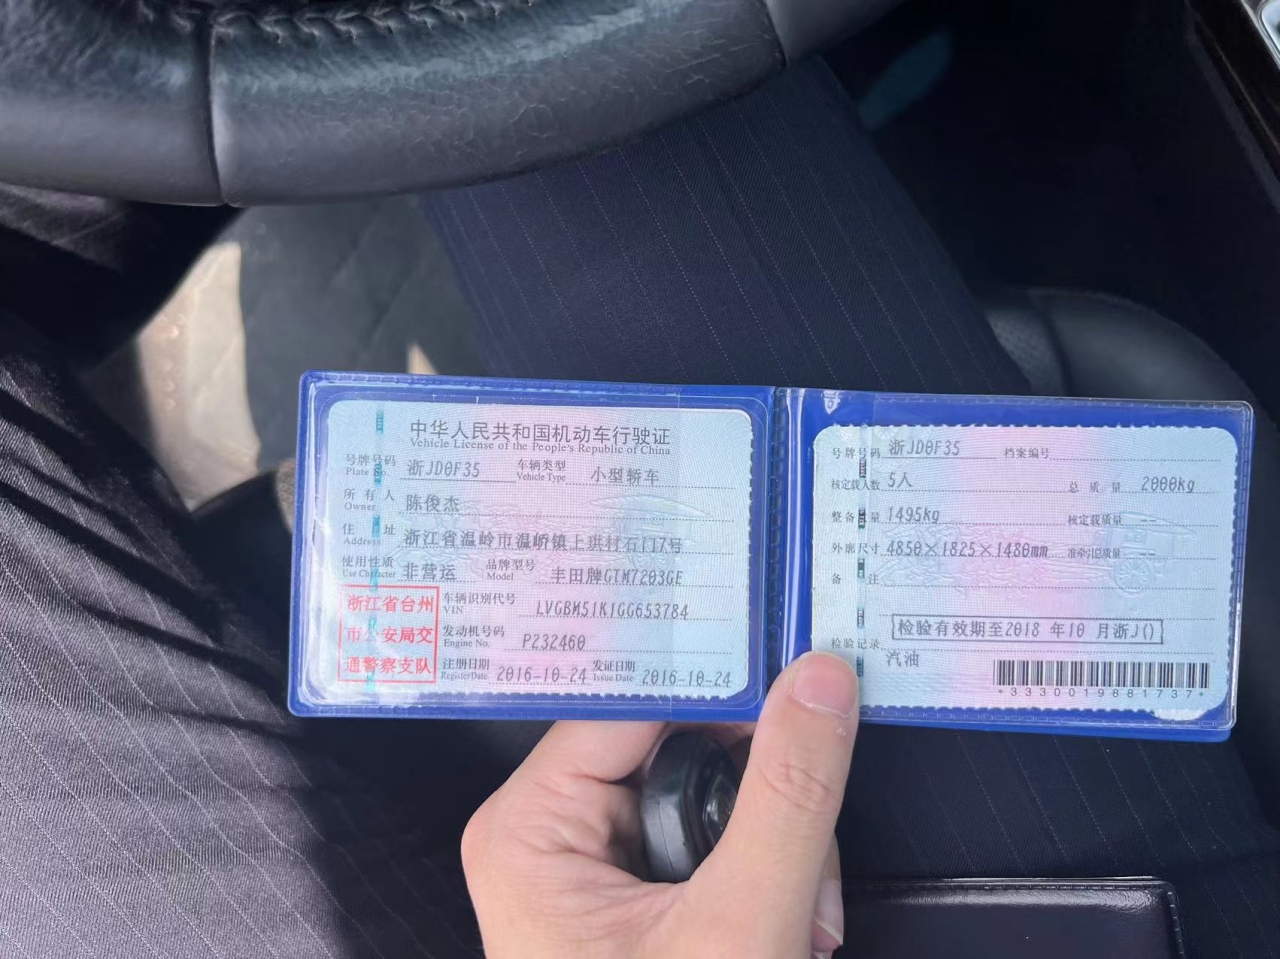 中华人民共和国机动车行驶证
Vehicle License of the People's Republic of China
号牌号码 浙JD0F35 车辆类型 小型轿车
Plate No. Vehicle Type
所有人 陈俊杰
Owner
住址 浙江省温岭市温峤镇上珙村石门7号
Address
使用性质 非营运 品牌型号 丰田牌GTM7203GE
Use Character Model
浙江省台州
市公安局交
通警察支队
车辆识别代号 LVGBM51K1GG653784
VIN
发动机号码 P232460
Engine No.
注册日期 2016-10-24 发证日期 2016-10-24
Register Date Issue Date
号牌号码 浙JD0F35 档案编号
核定载人数 5人 总质量 2000kg
整备质量 1495kg 核定载质量 --
外廓尺寸 4850×1825×1480mm 准牵引总质量 --
备注
检验有效期至2018年10月浙J()
检验记录
汽油
*3330019881737*